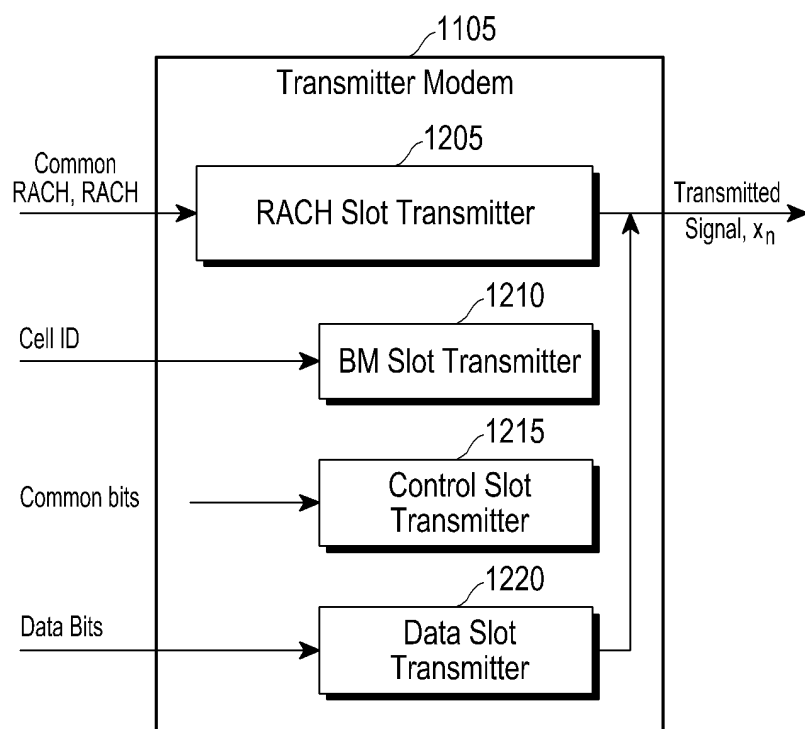 1105
Transmitter Modem
1205
Common
RACH, RACH
RACH Slot Transmitter
Transmitted
Signal, xn
1210
Cell ID
BM Slot Transmitter
1215
Common bits
Control Slot
Transmitter
1220
Data Bits
Data Slot
Transmitter